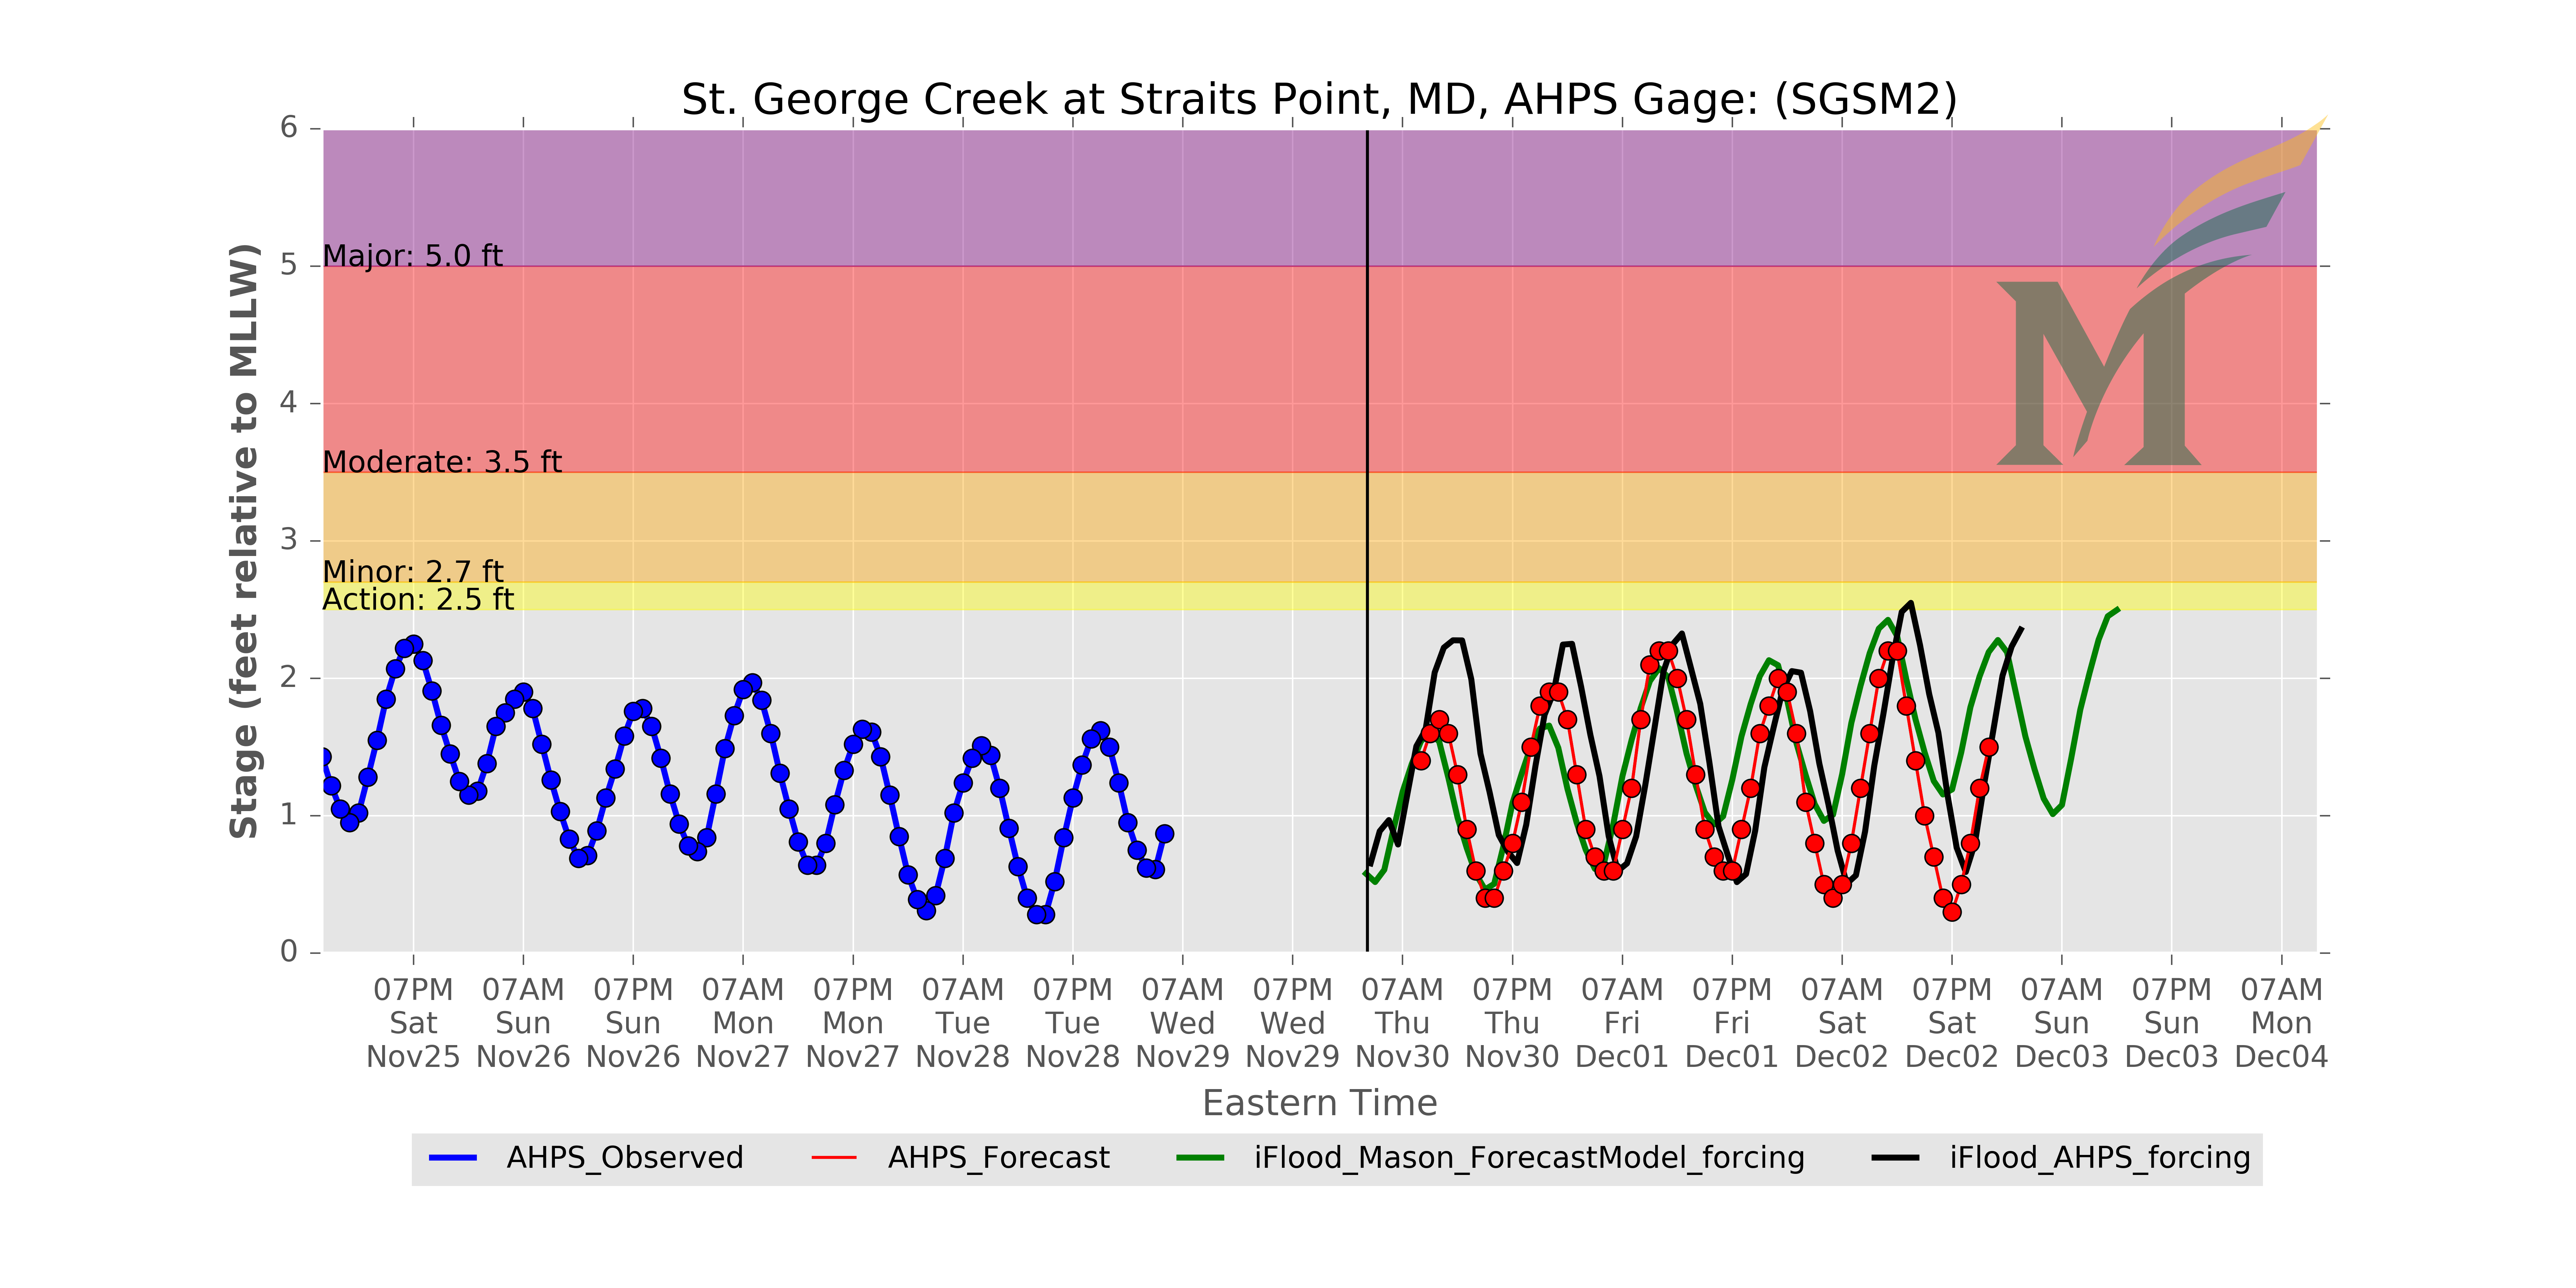 St. George Creek at Straits Point, MD, AHPS Gage: (SGSM2)
Stage (feet relative to MLLW)
6
5
4
3
2
1
0
Major: 5.0 ft
Moderate: 3.5 ft
Minor: 2.7 ft
Action: 2.5 ft
M
07PM 07AM 07PM 07AM 07PM 07AM 07PM 07AM 07PM 07AM 07PM 07AM 07PM 07AM 07PM 07AM 07PM 07AM
Sat Sun Sun Mon Mon Tue Tue Wed Wed Thu Thu Fri Fri Sat Sat Sun Sun Mon
Nov25 Nov26 Nov26 Nov27 Nov27 Nov28 Nov28 Nov29 Nov29 Nov30 Nov30 Dec01 Dec01 Dec02 Dec02 Dec03 Dec03 Dec04
Eastern Time
AHPS_Observed AHPS_Forecast iFlood_Mason_ForecastModel_forcing iFlood_AHPS_forcing